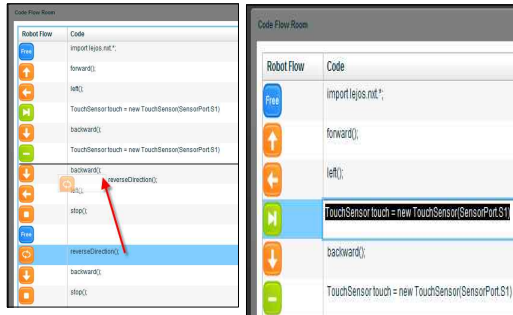 Code Flow Room
Robot Flow Code
Free import lejos.nxt.*;
forward();
left();
TouchSensor touch = new TouchSensor(SensorPort.S1)
backward();
TouchSensor touch = new TouchSensor(SensorPort.S1)
backward();
reverseDirection();
left();
stop();
Free
reverseDirection();
backward();
stop();
Code Flow Room
Robot Flow Code
Free import lejos.nxt.*;
forward();
left();
TouchSensor touch = new TouchSensor(SensorPort.S1)
backward();
TouchSensor touch = new TouchSensor(SensorPort.S1)